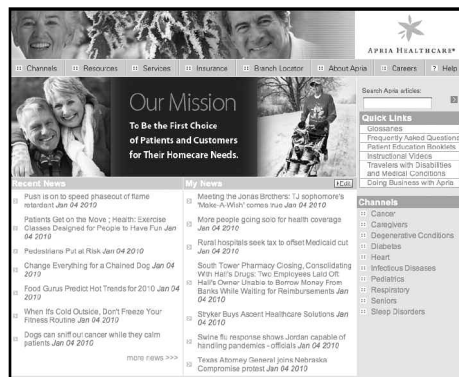 APRIA HEALTHCARE®
Channels Resources Services Insurance Branch Locator About Apria Careers ? Help
Search Apria articles:
Our Mission
To Be the First Choice
of Patients and Customers
for Their Homecare Needs.
Quick Links
Glossaries
Frequently Asked Questions
Patient Education Booklets
Instructional Videos
Travelers with Disabilities
and Medical Conditions
Doing Business with Apria
Recent News
Push is on to speed phaseout of flame
retardant Jan 04 2010
Patients Get on the Move ; Health: Exercise
Classes Designed for People to Have Fun Jan
04 2010
Pedestrians Put at Risk Jan 04 2010
Change Everything for a Chained Dog Jan 04
2010
Food Gurus Predict Hot Trends for 2010 Jan 04
2010
When It's Cold Outside, Don't Freeze Your
Fitness Routine Jan 04 2010
Dogs can sniff out cancer while they calm
patients Jan 04 2010
more news >>>
My News
Edit
Meeting the Jonas Brothers: TJ sophomore's
'Make-A-Wish' comes true Jan 04 2010
More people going solo for health coverage
Jan 04 2010
Rural hospitals seek tax to offset Medicaid cut
Jan 04 2010
South Tower Pharmacy Closing, Consolidating
With Hall's Drugs: Two Employees Laid Off
Hall's Owner Unable to Borrow Money From
Banks While Waiting for Reimbursements Jan
04 2010
Stryker Buys Ascent Healthcare Solutions Jan
04 2010
Swine flu response shows Jordan capable of
handling pandemics - officials Jan 04 2010
Texas Attorney General joins Nebraska
Compromise protest Jan 04 2010
Channels
Cancer
Caregivers
Degenerative Conditions
Diabetes
Heart
Infectious Diseases
Pediatrics
Respiratory
Seniors
Sleep Disorders